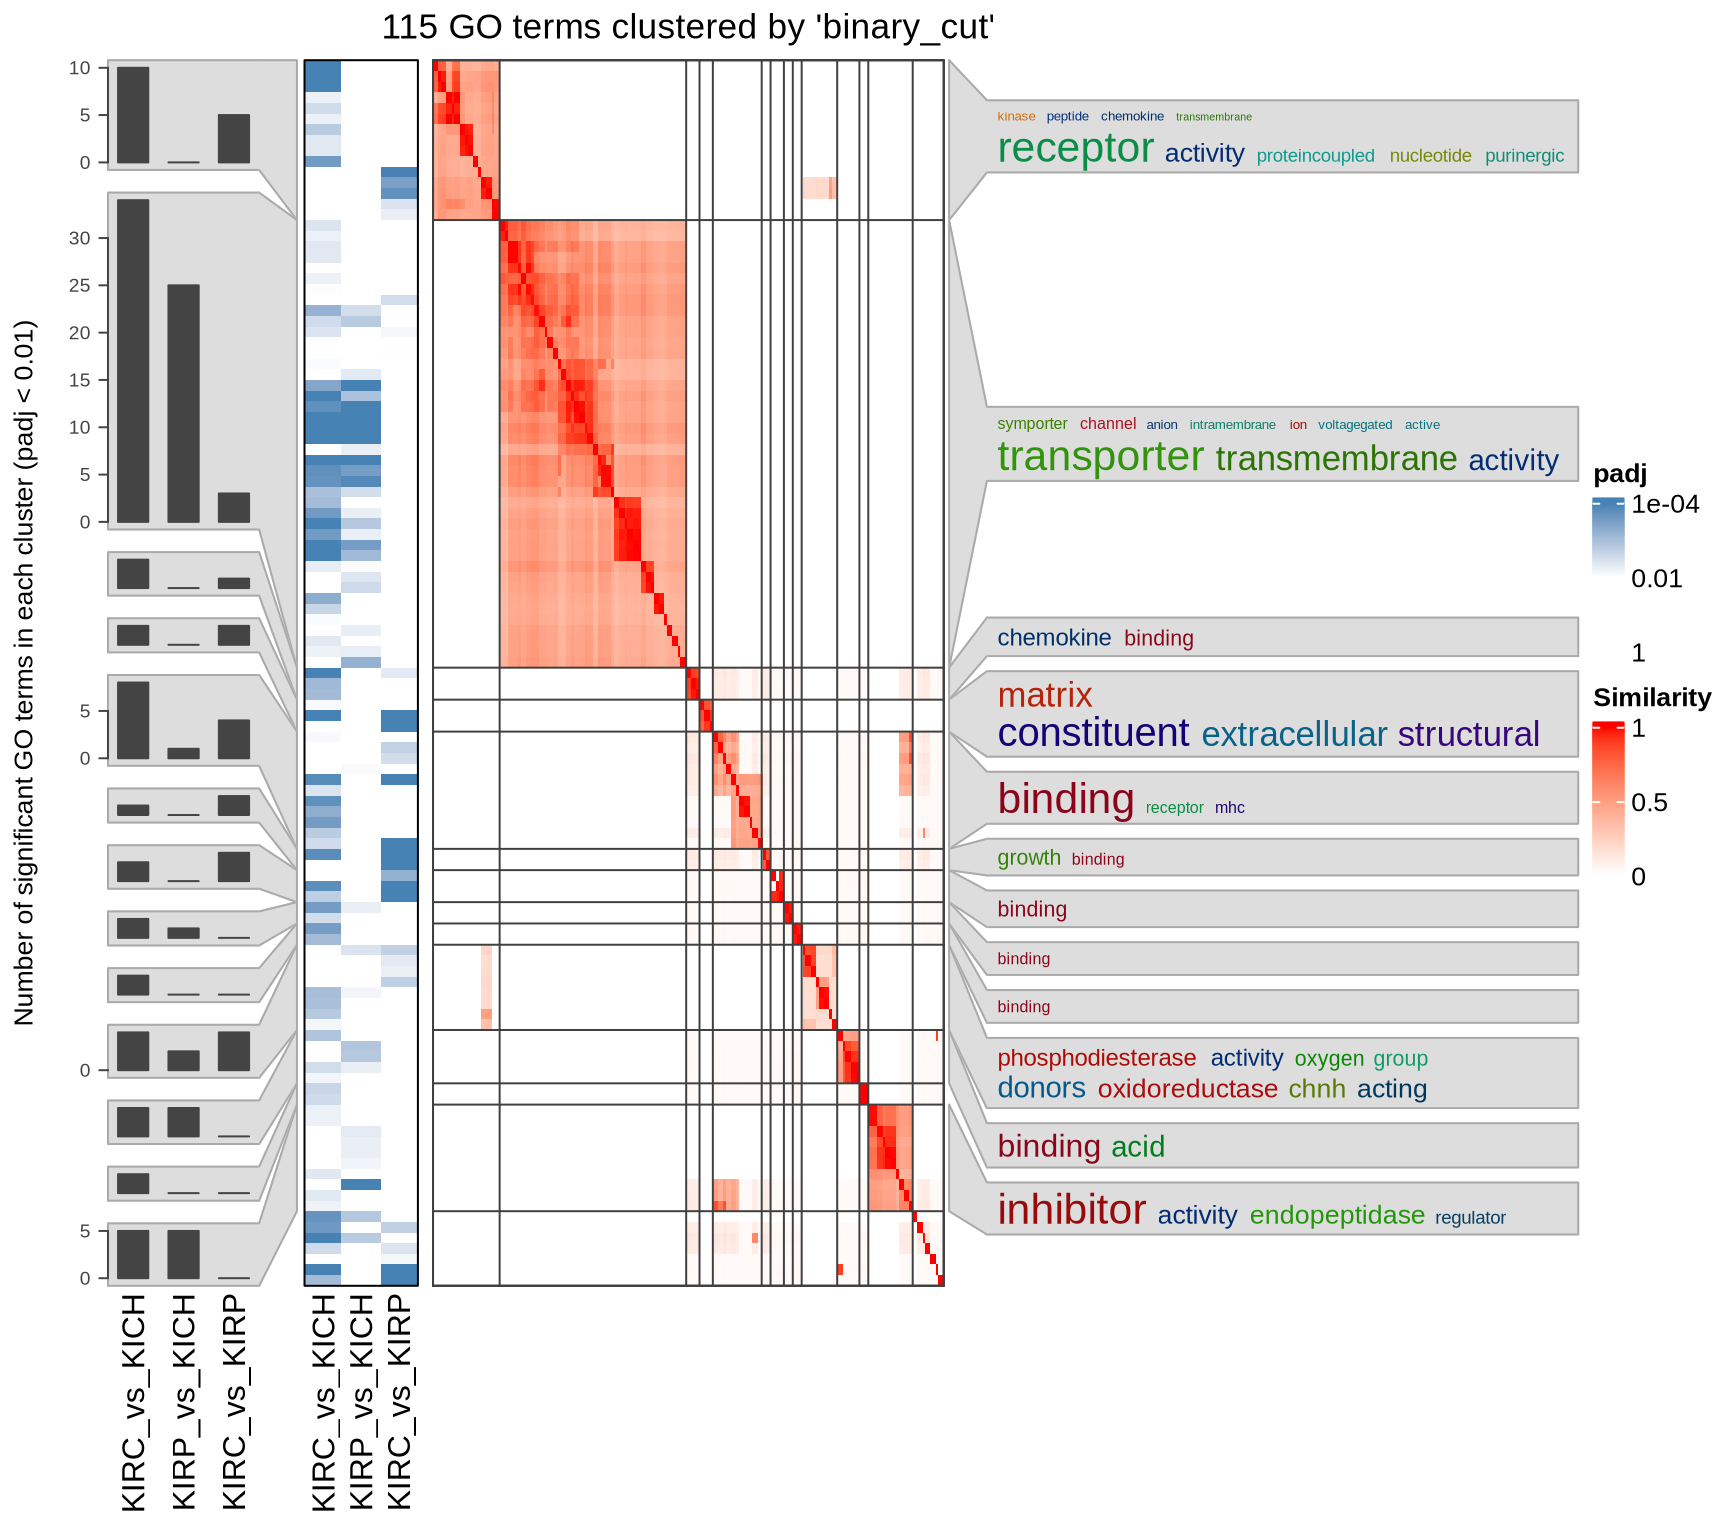 115 GO terms clustered by 'binary_cut'
Number of significant GO terms in each cluster (padj < 0.01)
10
5
0
30
25
20
15
10
5
0
5
0
0
5
0
KIRC_vs_KICH
KIRP_vs_KICH
KIRC_vs_KIRP
KIRC_vs_KICH
KIRP_vs_KICH
KIRC_vs_KIRP
kinase peptide chemokine transmembrane
receptor activity proteincoupled nucleotide purinergic
symporter channel anion intramembrane ion voltagegated active
transporter transmembrane activity
chemokine binding
matrix
constituent extracellular structural
binding receptor mhc
growth binding
binding
binding
binding
phosphodiesterase activity oxygen group
donors oxidoreductase chnh acting
binding acid
inhibitor activity endopeptidase regulator
padj
1e-04
0.01
1
Similarity
1
0.5
0